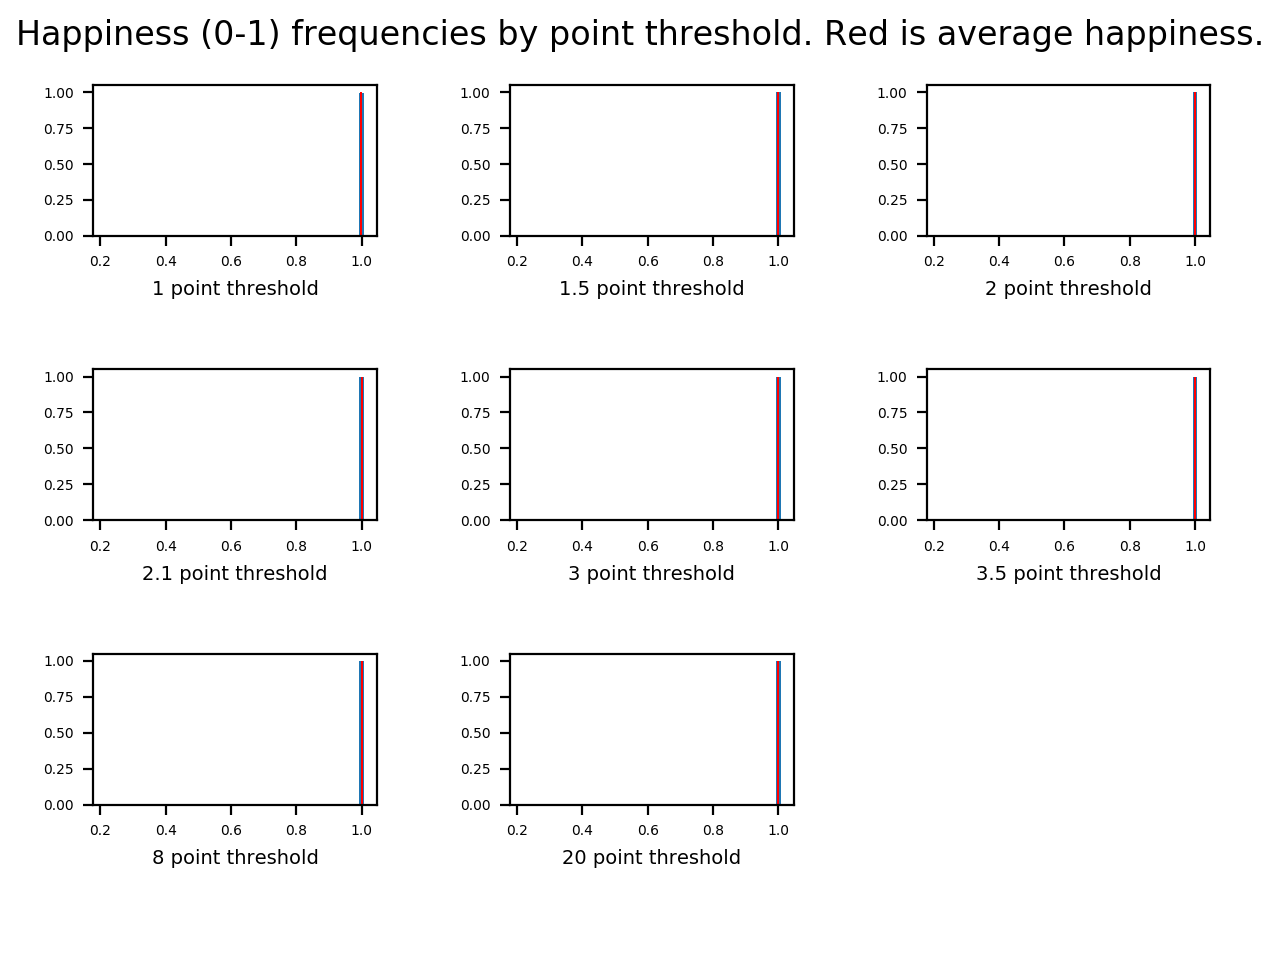 Happiness (0-1) frequencies by point threshold. Red is average happiness.
1.00 1.00 1.00
0.75 0.75 0.75
0.50 0.50 0.50
0.25 0.25 0.25
0.00 0.00 0.00
0.2 0.4 0.6 0.8 1.0 0.2 0.4 0.6 0.8 1.0 0.2 0.4 0.6 0.8 1.0
1 point threshold 1.5 point threshold 2 point threshold
1.00 1.00 1.00
0.75 0.75 0.75
0.50 0.50 0.50
0.25 0.25 0.25
0.00 0.00 0.00
0.2 0.4 0.6 0.8 1.0 0.2 0.4 0.6 0.8 1.0 0.2 0.4 0.6 0.8 1.0
2.1 point threshold 3 point threshold 3.5 point threshold
1.00 1.00
0.75 0.75
0.50 0.50
0.25 0.25
0.00 0.00
0.2 0.4 0.6 0.8 1.0 0.2 0.4 0.6 0.8 1.0
8 point threshold 20 point threshold